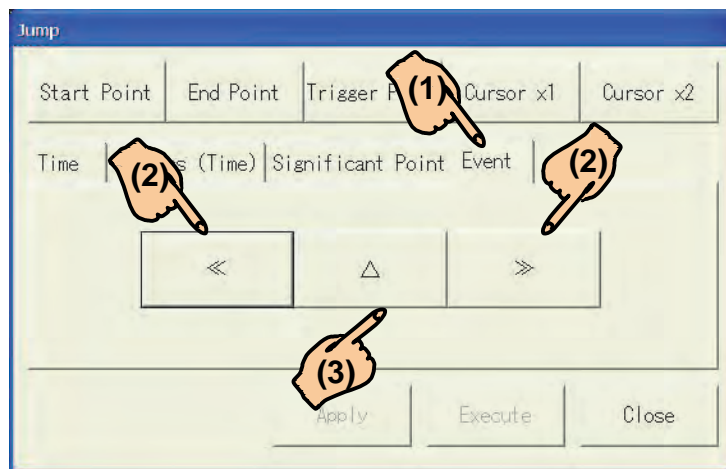 Jump
Start Point End Point Trigger (1) Cursor x1 Cursor x2
Time (2) (Time) Significant Point Event (2)
≪ △ ≫
(3)
Apply Execute Close